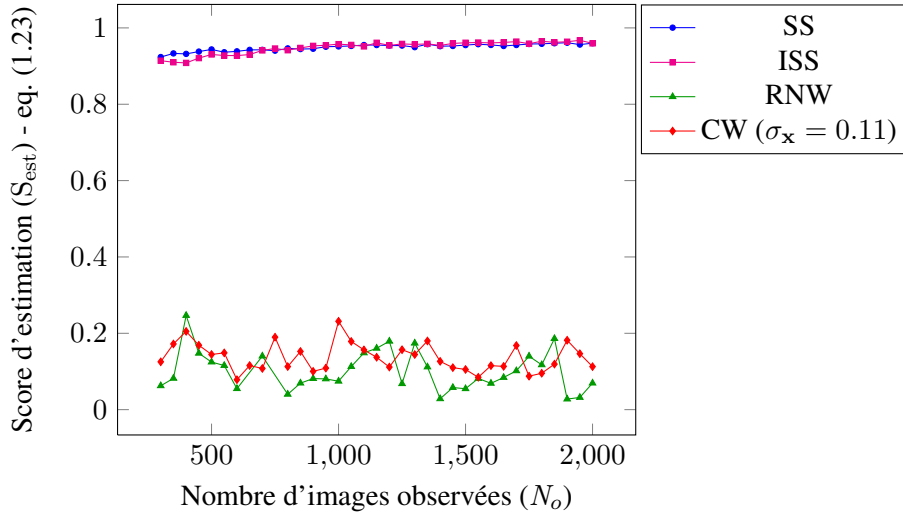 Score d'estimation (S_est) - eq. (1.23)
1
0.8
0.6
0.4
0.2
0
500
1,000
1,500
2,000
Nombre d'images observées (N_o)
SS
ISS
RNW
CW (σ_x = 0.11)